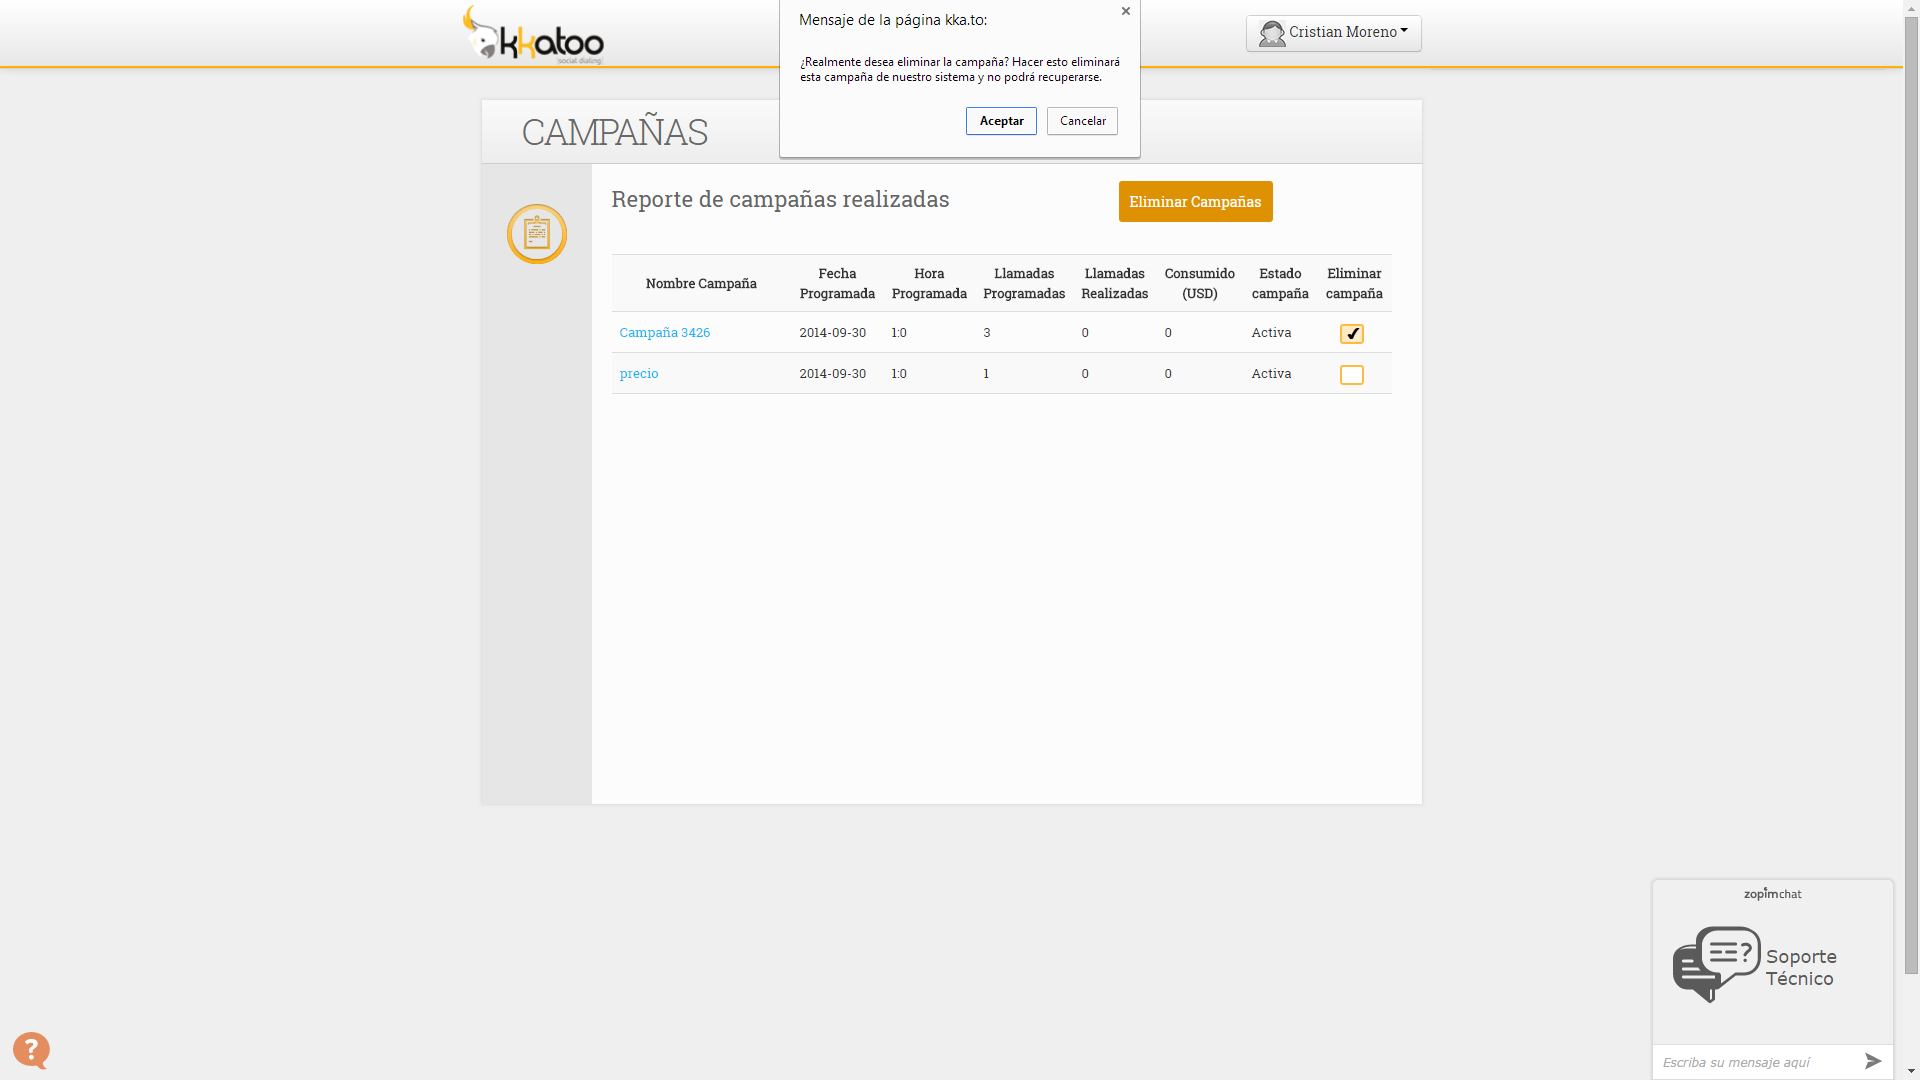 kkatoo
social dialing
Mensaje de la página kka.to:
¿Realmente desea eliminar la campaña? Hacer esto eliminará
esta campaña de nuestro sistema y no podrá recuperarse.
Aceptar
Cancelar
Cristian Moreno
CAMPAÑAS
Reporte de campañas realizadas
Eliminar Campañas
Nombre Campaña
Fecha Programada
Hora Programada
Llamadas Programadas
Llamadas Realizadas
Consumido (USD)
Estado campaña
Eliminar campaña
Campaña 3426 2014-09-30 1:0 3 0 0 Activa
precio 2014-09-30 1:0 1 0 0 Activa
zopim chat
Soporte
Técnico
Escriba su mensaje aquí
?